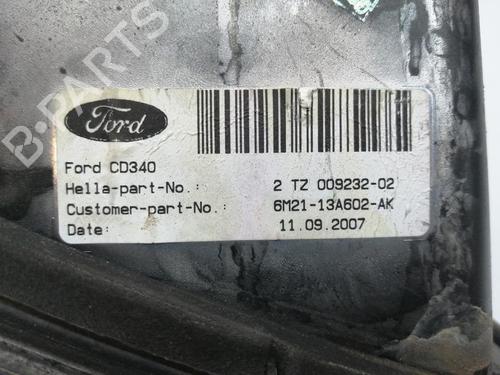 B-PARTS
Ford
Ford CD340
Hella-part-No.: 2 TZ 009232-02
Customer-part-No.: 6M21-13A602-AK
Date: 11.09.2007